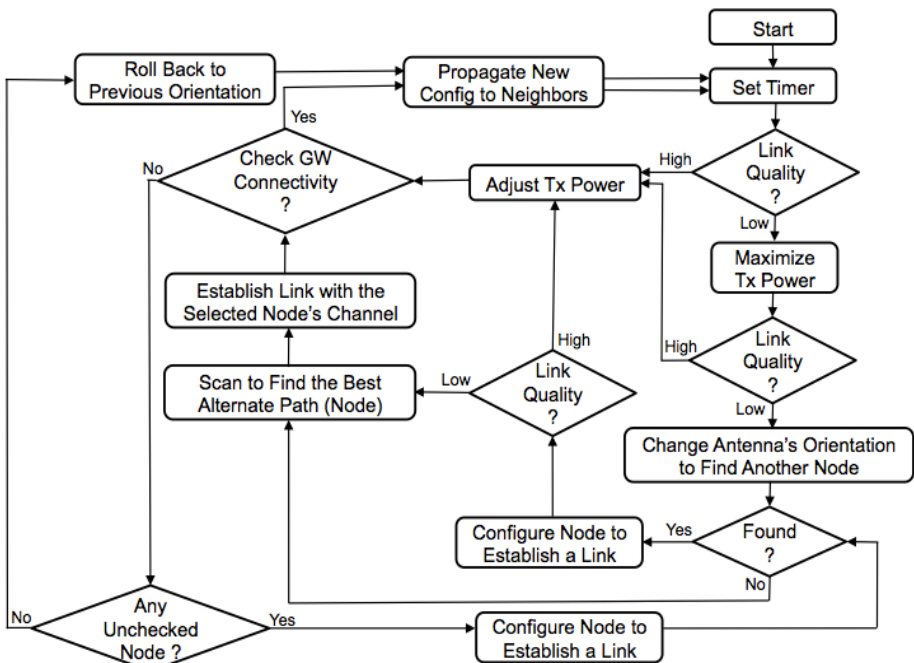 Start
Roll Back to
Previous Orientation
Propagate New
Config to Neighbors
Set Timer
Yes
No
Check GW
Connectivity
?
Adjust Tx Power
High
Link
Quality
?
Low
Maximize
Tx Power
Establish Link with the
Selected Node's Channel
High
Link
Quality
?
High
Link
Quality
?
Low
Scan to Find the Best
Alternate Path (Node)
Low
Change Antenna's Orientation
to Find Another Node
Configure Node to
Establish a Link
Yes
Found
?
No
No
Any
Unchecked
Node ?
Yes
Configure Node to
Establish a Link